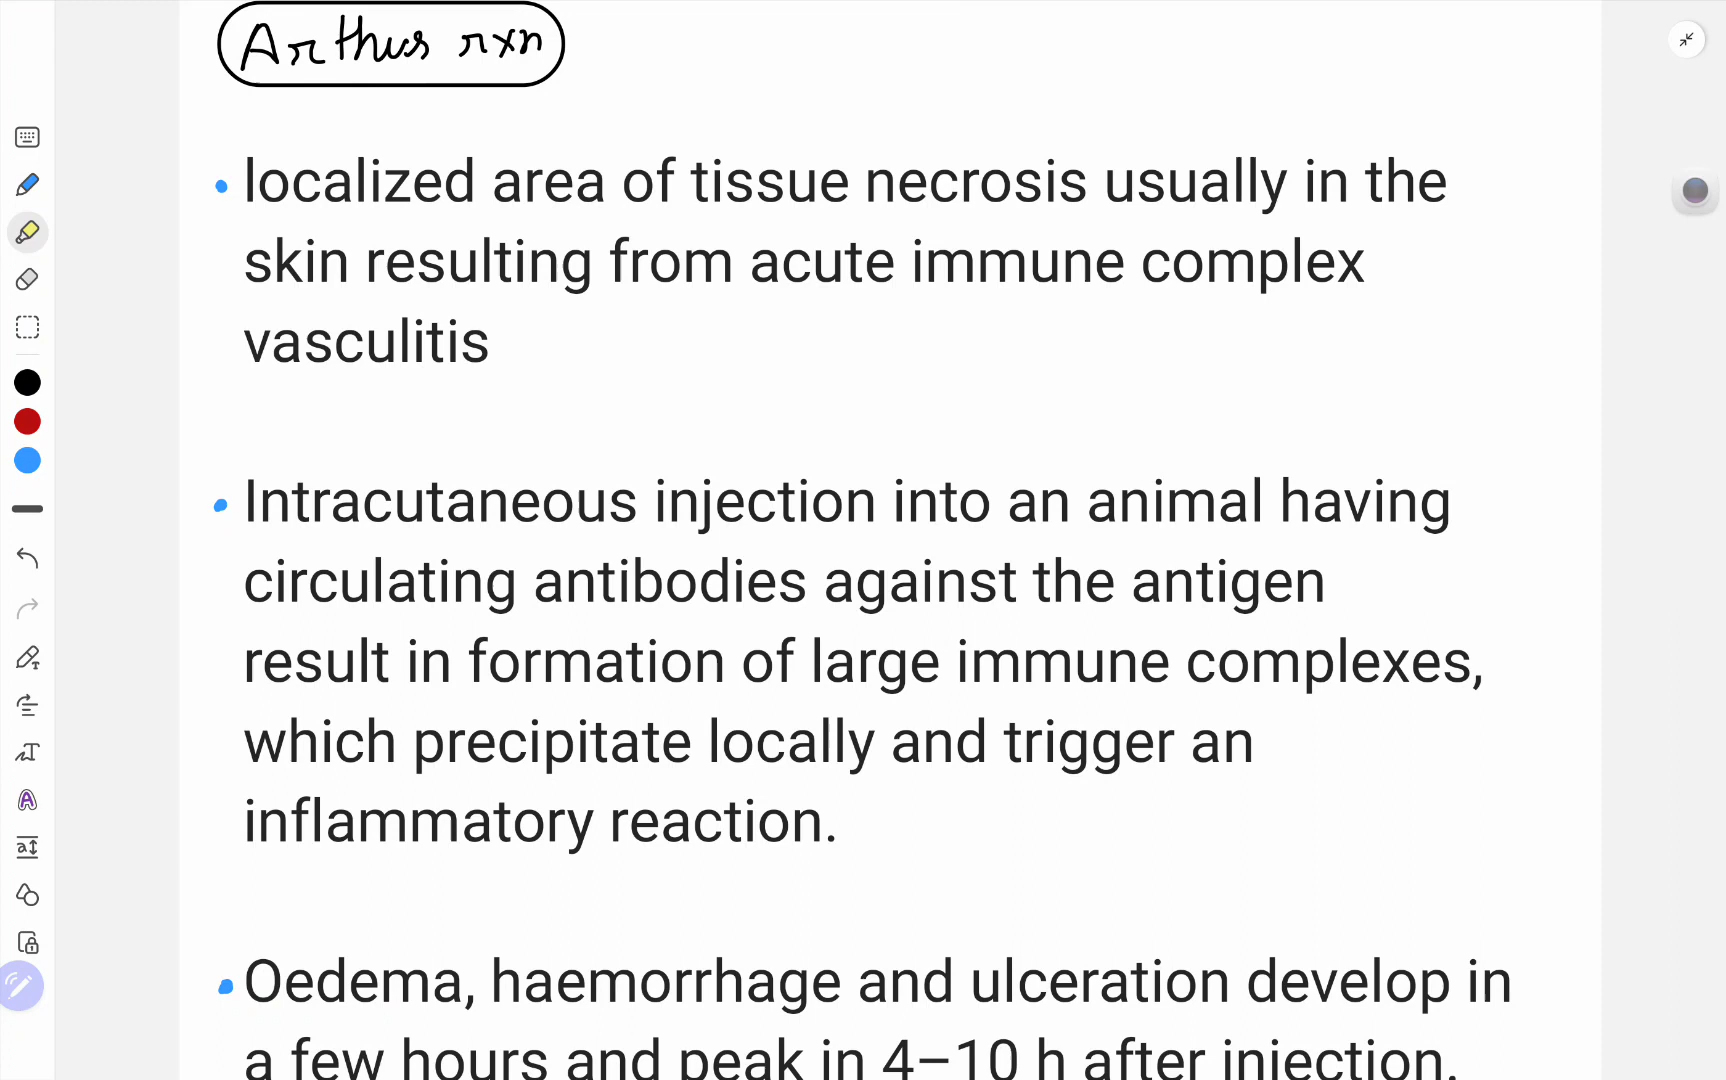 Arthus rxn
localized area of tissue necrosis usually in the
skin resulting from acute immune complex
vasculitis
Intracutaneous injection into an animal having
circulating antibodies against the antigen
result in formation of large immune complexes,
which precipitate locally and trigger an
inflammatory reaction.
Oedema, haemorrhage and ulceration develop in
a few hours and peak in 4–10 h after injection.